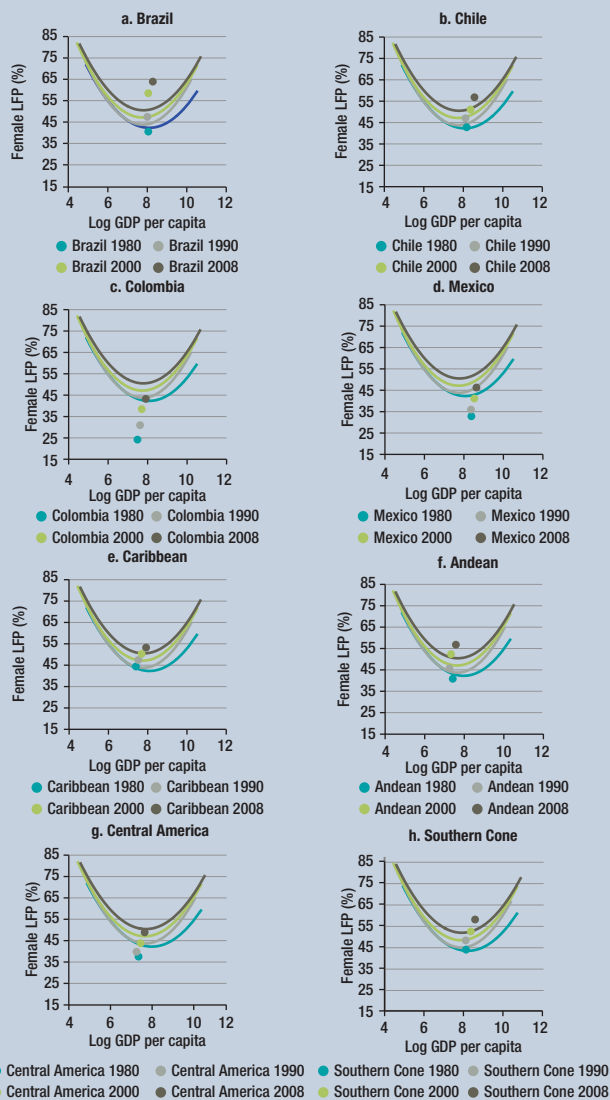 a. Brazil
Female LFP (%)
85
75
65
55
45
35
25
15
4 6 8 10 12
Log GDP per capita
Brazil 1980 Brazil 1990
Brazil 2000 Brazil 2008
b. Chile
Female LFP (%)
85
75
65
55
45
35
25
15
4 6 8 10 12
Log GDP per capita
Chile 1980 Chile 1990
Chile 2000 Chile 2008
c. Colombia
Female LFP (%)
85
75
65
55
45
35
25
15
4 6 8 10 12
Log GDP per capita
Colombia 1980 Colombia 1990
Colombia 2000 Colombia 2008
d. Mexico
Female LFP (%)
85
75
65
55
45
35
25
15
4 6 8 10 12
Log GDP per capita
Mexico 1980 Mexico 1990
Mexico 2000 Mexico 2008
e. Caribbean
Female LFP (%)
85
75
65
55
45
35
25
15
4 6 8 10 12
Log GDP per capita
Caribbean 1980 Caribbean 1990
Caribbean 2000 Caribbean 2008
f. Andean
Female LFP (%)
85
75
65
55
45
35
25
15
4 6 8 10 12
Log GDP per capita
Andean 1980 Andean 1990
Andean 2000 Andean 2008
g. Central America
Female LFP (%)
85
75
65
55
45
35
25
15
4 6 8 10 12
Log GDP per capita
Central America 1980 Central America 1990
Central America 2000 Central America 2008
h. Southern Cone
Female LFP (%)
85
75
65
55
45
35
25
15
4 6 8 10 12
Log GDP per capita
Southern Cone 1980 Southern Cone 1990
Southern Cone 2000 Southern Cone 2008